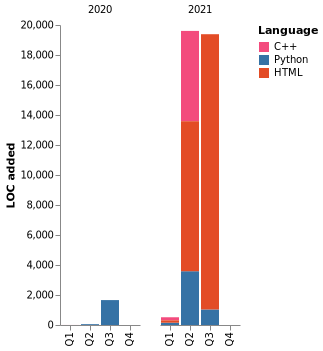 2020
2021
Language
C++
Python
HTML
LOC added
20,000
18,000
16,000
14,000
12,000
10,000
8,000
6,000
4,000
2,000
0
Q1 Q2 Q3 Q4
Q1 Q2 Q3 Q4